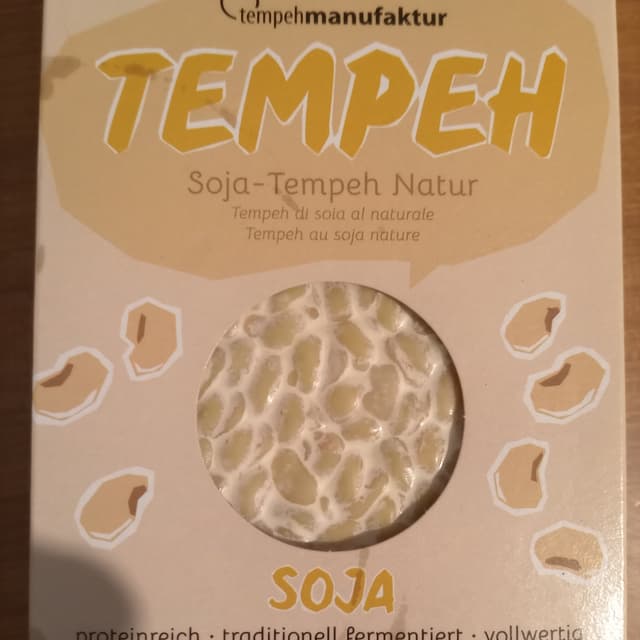 tempehmanufaktur
TEMPEH
Soja-Tempeh Natur
Tempeh di soia al naturale
Tempeh au soja nature
SOJA
proteinreich · traditionell fermentiert · vollwertig